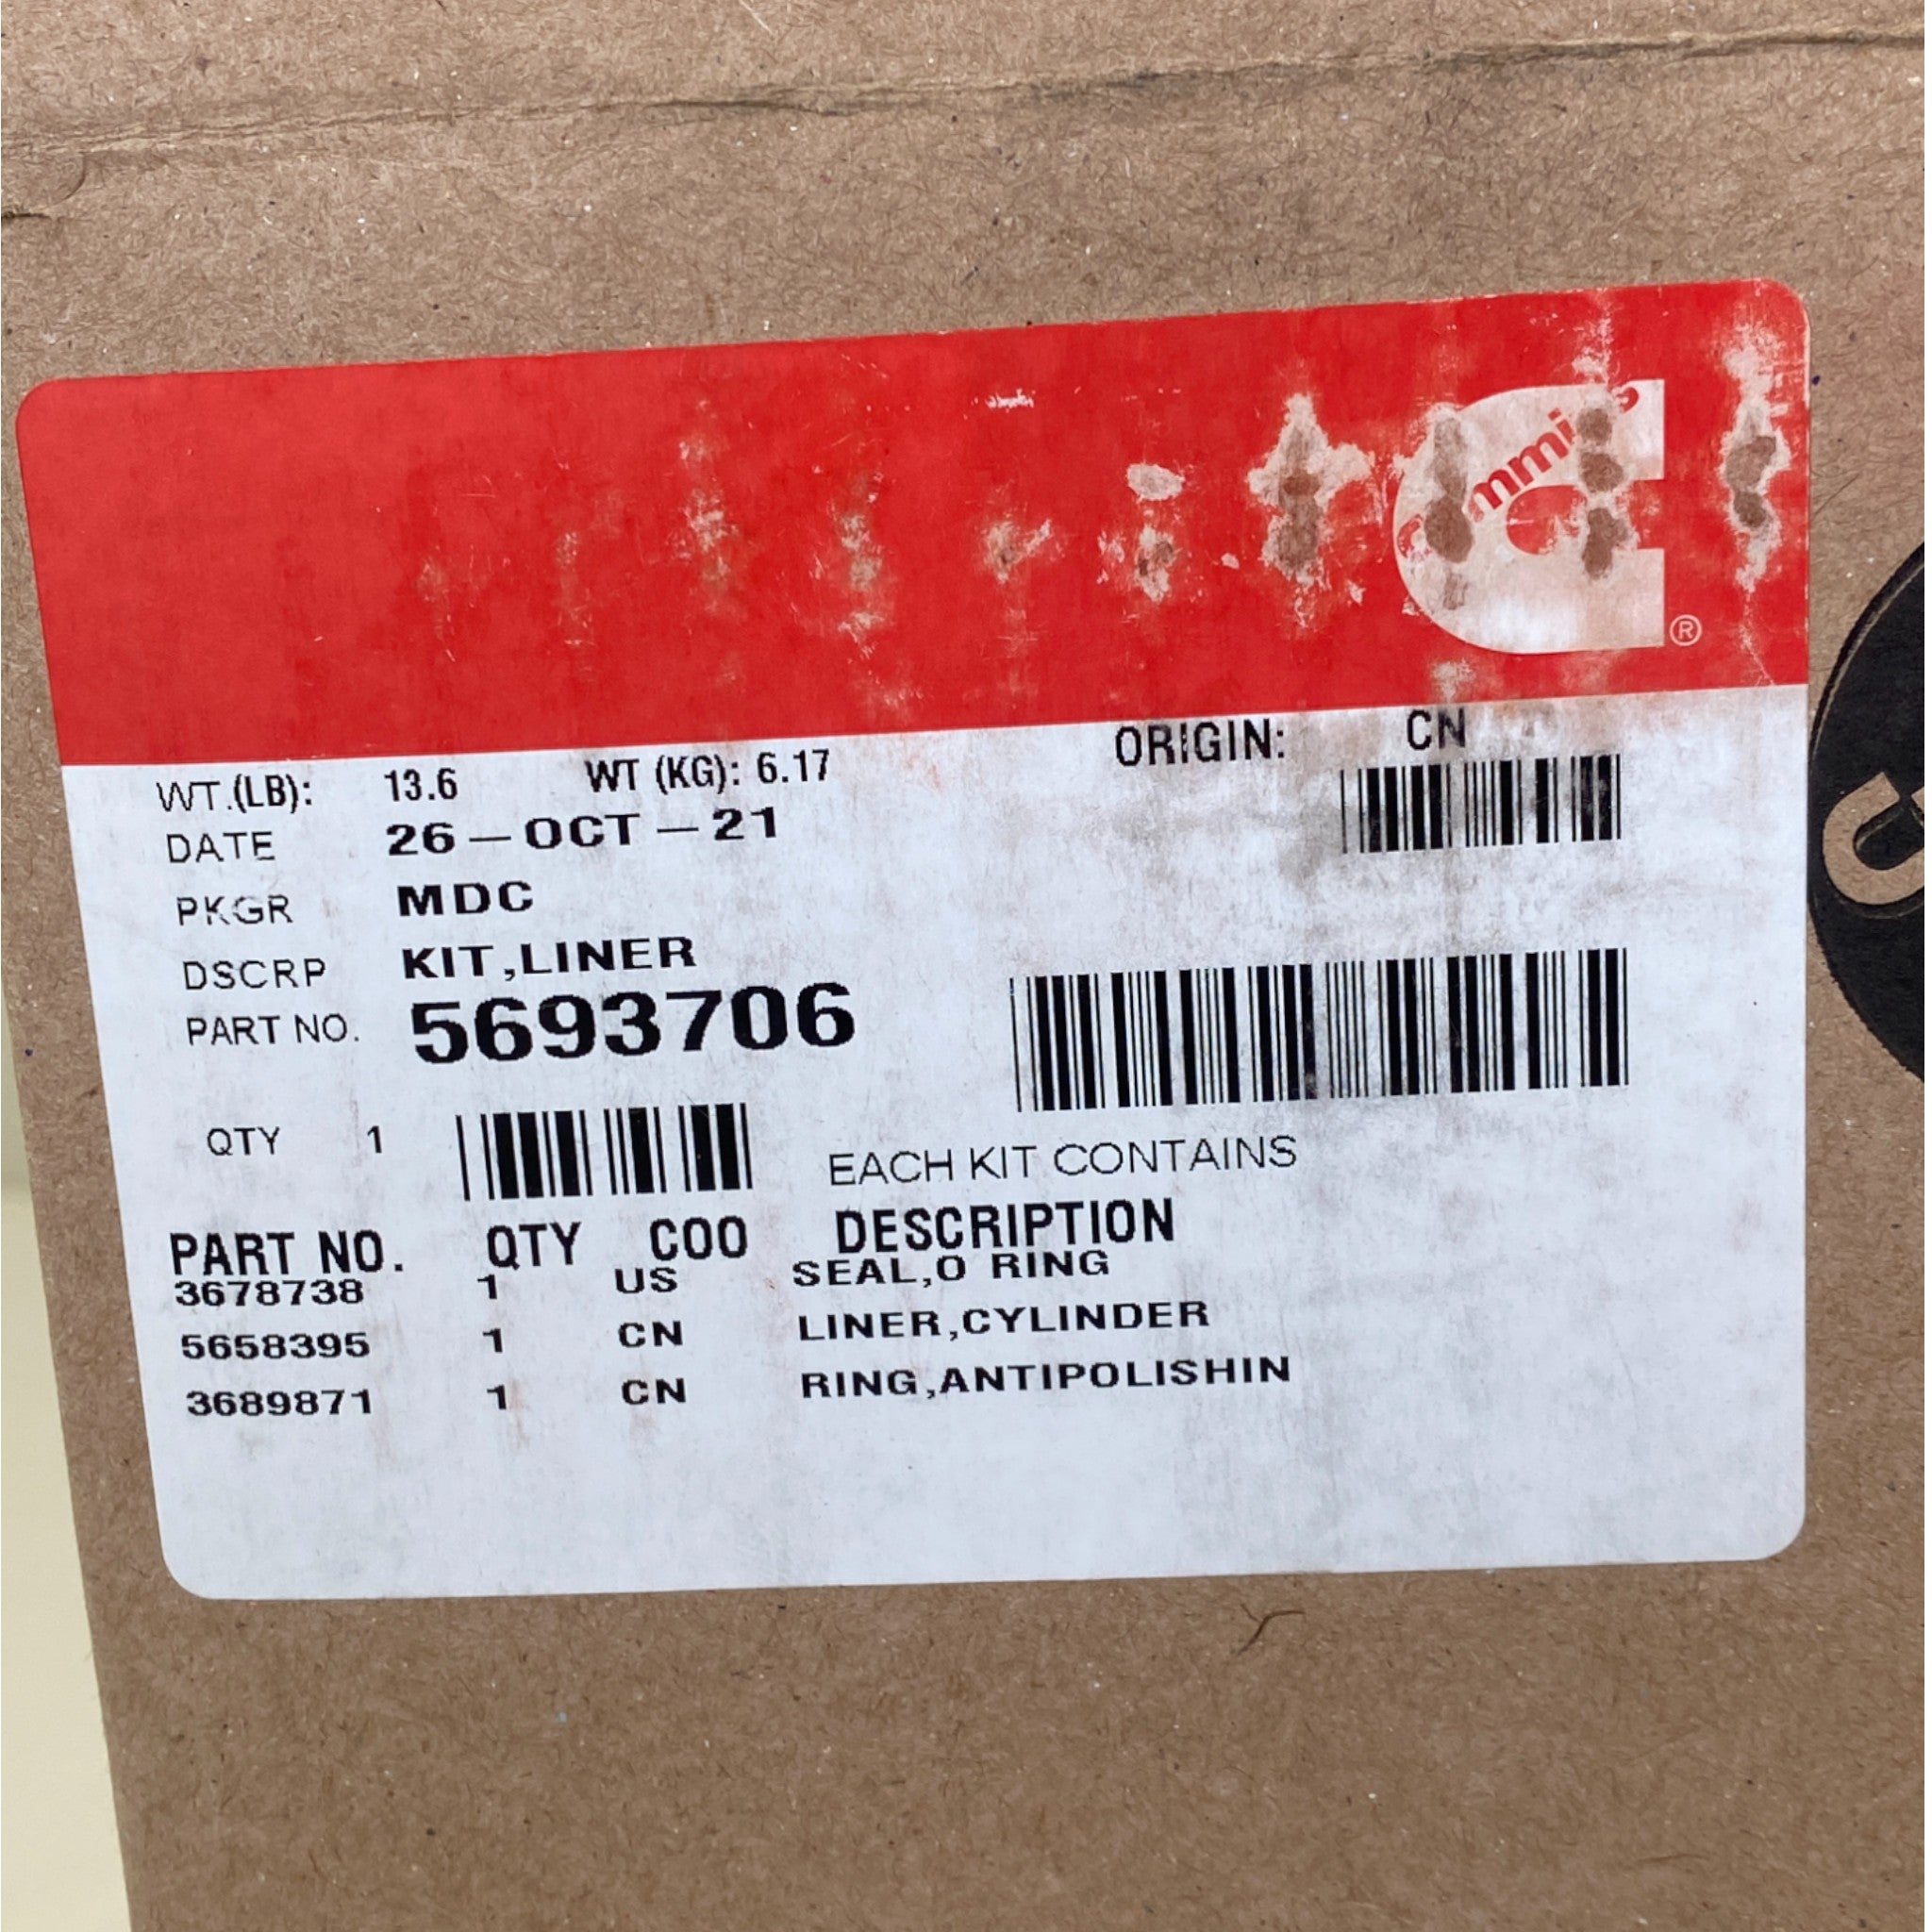 mmi
®
WT.(LB): 13.6 WT (KG): 6.17 ORIGIN: CN
DATE 26-OCT-21
PKGR MDC
DSCRP KIT,LINER
PART NO. 5693706
QTY 1
EACH KIT CONTAINS
PART NO. QTY COO DESCRIPTION
3678738 1 US SEAL,O RING
5658395 1 CN LINER,CYLINDER
3689871 1 CN RING,ANTIPOLISHIN